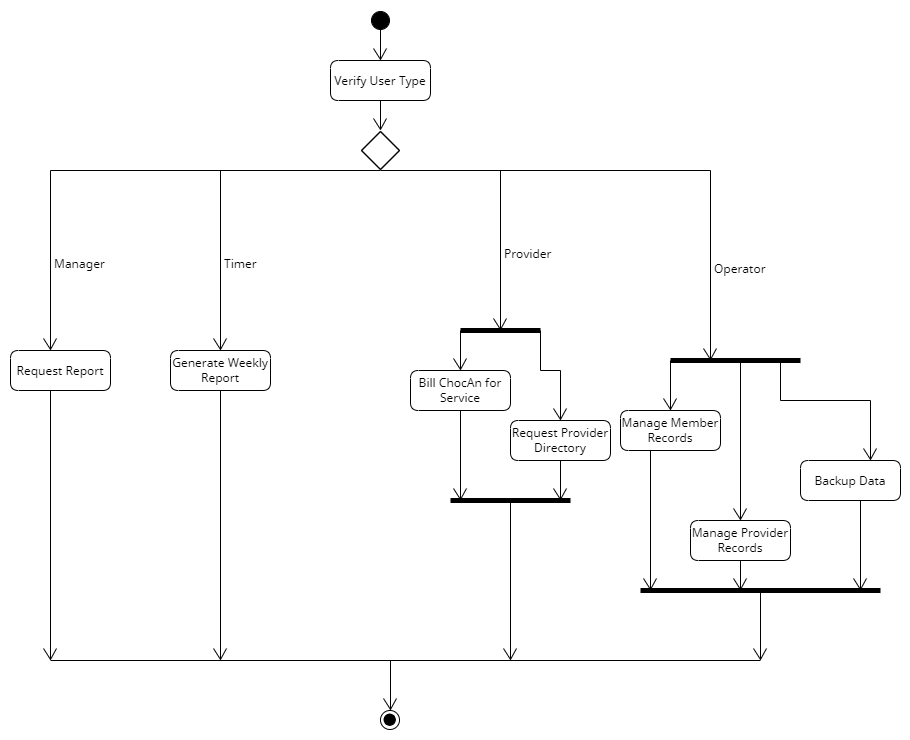 Verify User Type
Manager
Timer
Provider
Operator
Request Report
Generate Weekly
Report
Bill ChocAn for
Service
Request Provider
Directory
Manage Member
Records
Backup Data
Manage Provider
Records